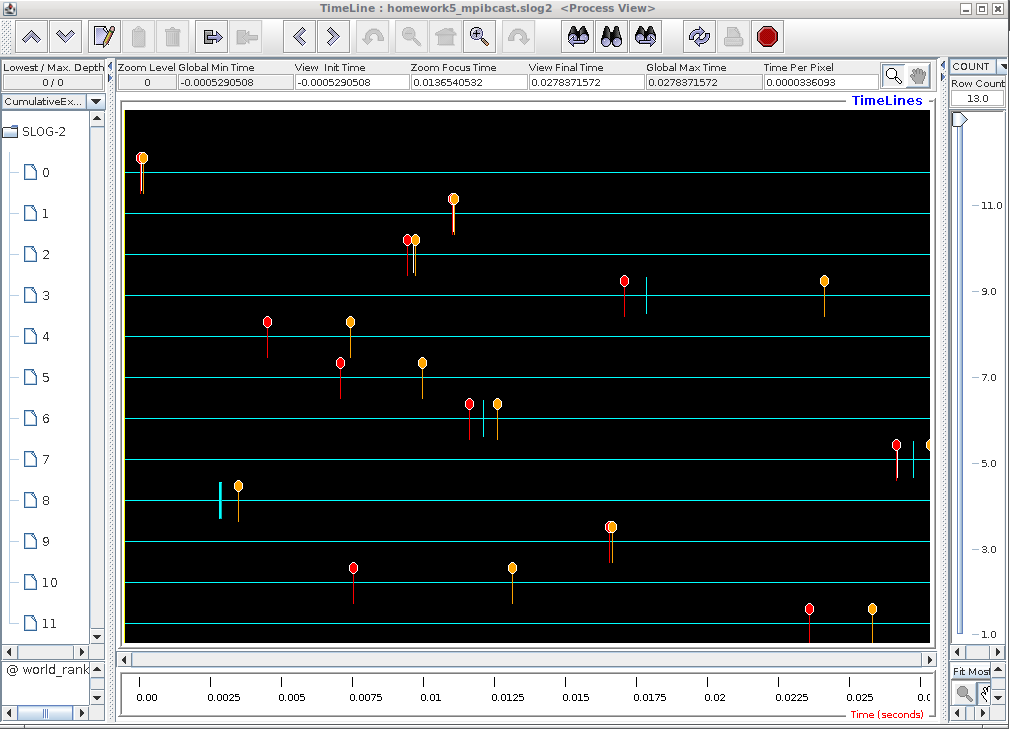 TimeLine : homework5_mpibcast.slog2 <Process View>
Lowest / Max. Depth
0 / 0
Zoom Level
0
Global Min Time
-0.0005290508
View Init Time
-0.0005290508
Zoom Focus Time
0.0136540532
View Final Time
0.0278371572
Global Max Time
0.0278371572
Time Per Pixel
0.0000336093
COUNT
Row Count
13.0
CumulativeEx...
TimeLines
SLOG-2
0
1
2
3
4
5
6
7
8
9
10
11
11.0
9.0
7.0
5.0
3.0
1.0
@ world_rank
Fit Most
0.00
0.0025
0.005
0.0075
0.01
0.0125
0.015
0.0175
0.02
0.0225
0.025
Time (seconds)